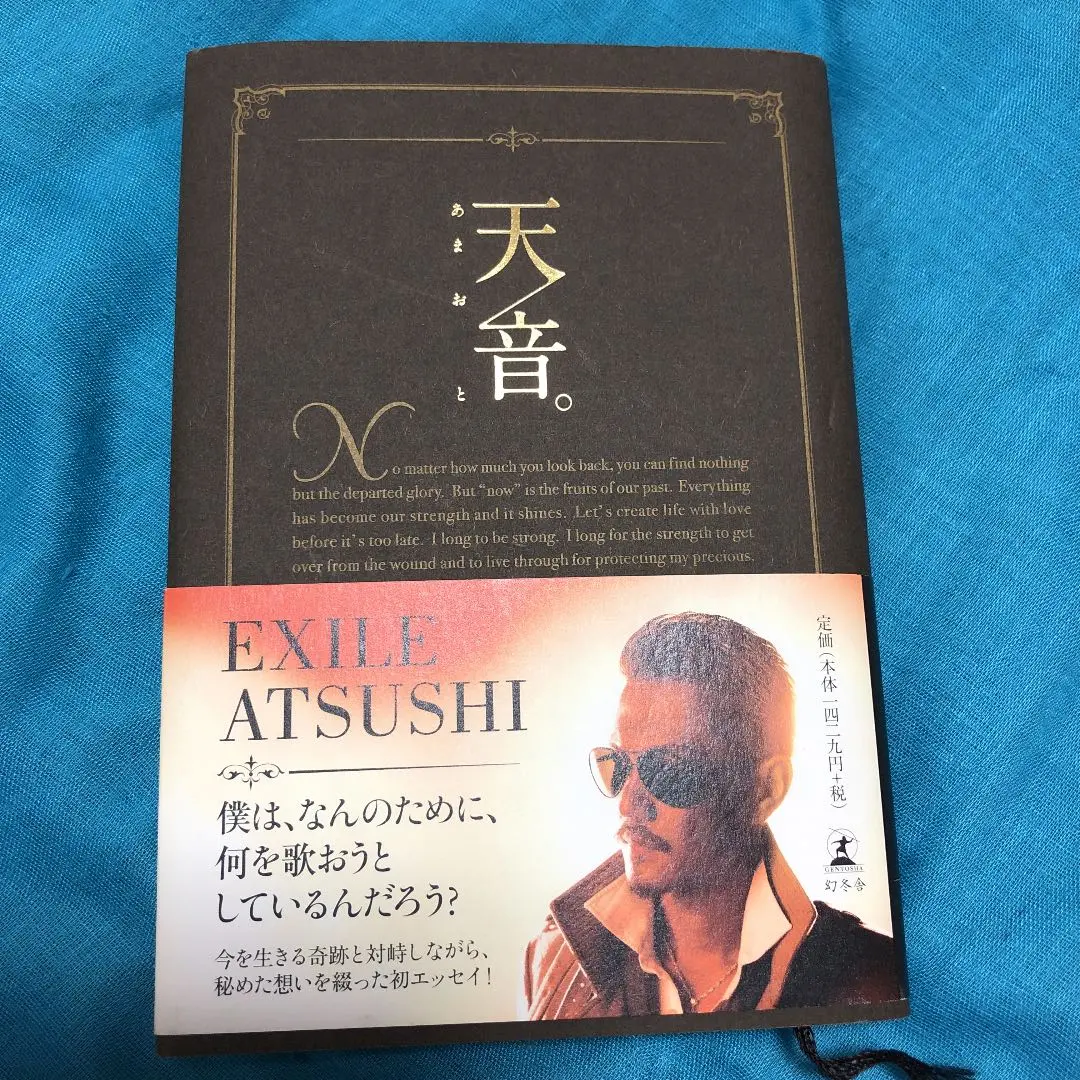 天音。
あまおと
No matter how much you look back, you can find nothing
but the departed glory. But “now” is the fruits of our past. Everything
has become our strength and it shines. Let’s create life with love
before it’s too late. I long to be strong. I long for the strength to get
over from the wound and to live through for protecting my precious.
EXILE
ATSUSHI
僕は、なんのために、
何を歌おうと
しているんだろう?
今を生きる奇跡と対峙しながら、
秘めた想いを綴った初エッセイ!
定価(本体一四二九円+税)
GENTOSHA
幻冬舎